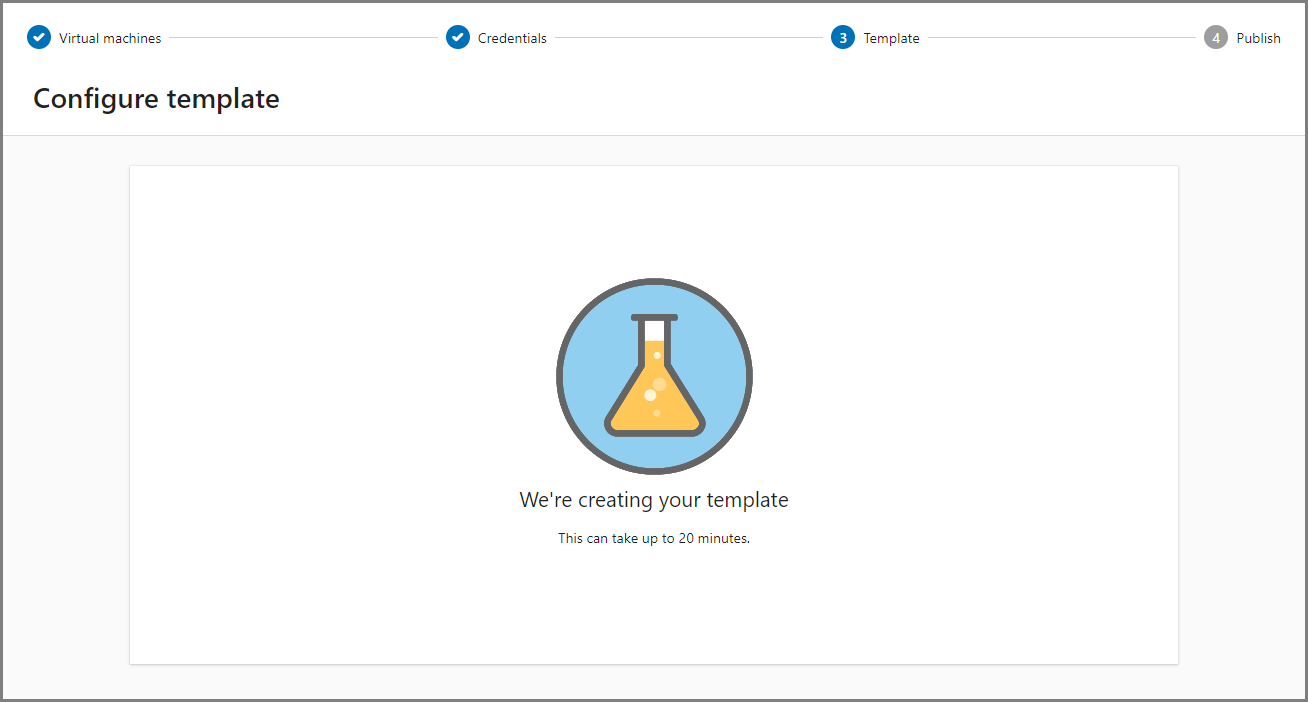 Virtual machines
Credentials
3 Template
4 Publish
Configure template
We're creating your template
This can take up to 20 minutes.